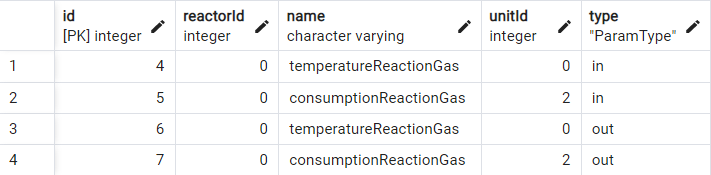 id reactorId name unitId type
[PK] integer integer character varying integer "ParamType"
1 4 0 temperatureReactionGas 0 in
2 5 0 consumptionReactionGas 2 in
3 6 0 temperatureReactionGas 0 out
4 7 0 consumptionReactionGas 2 out